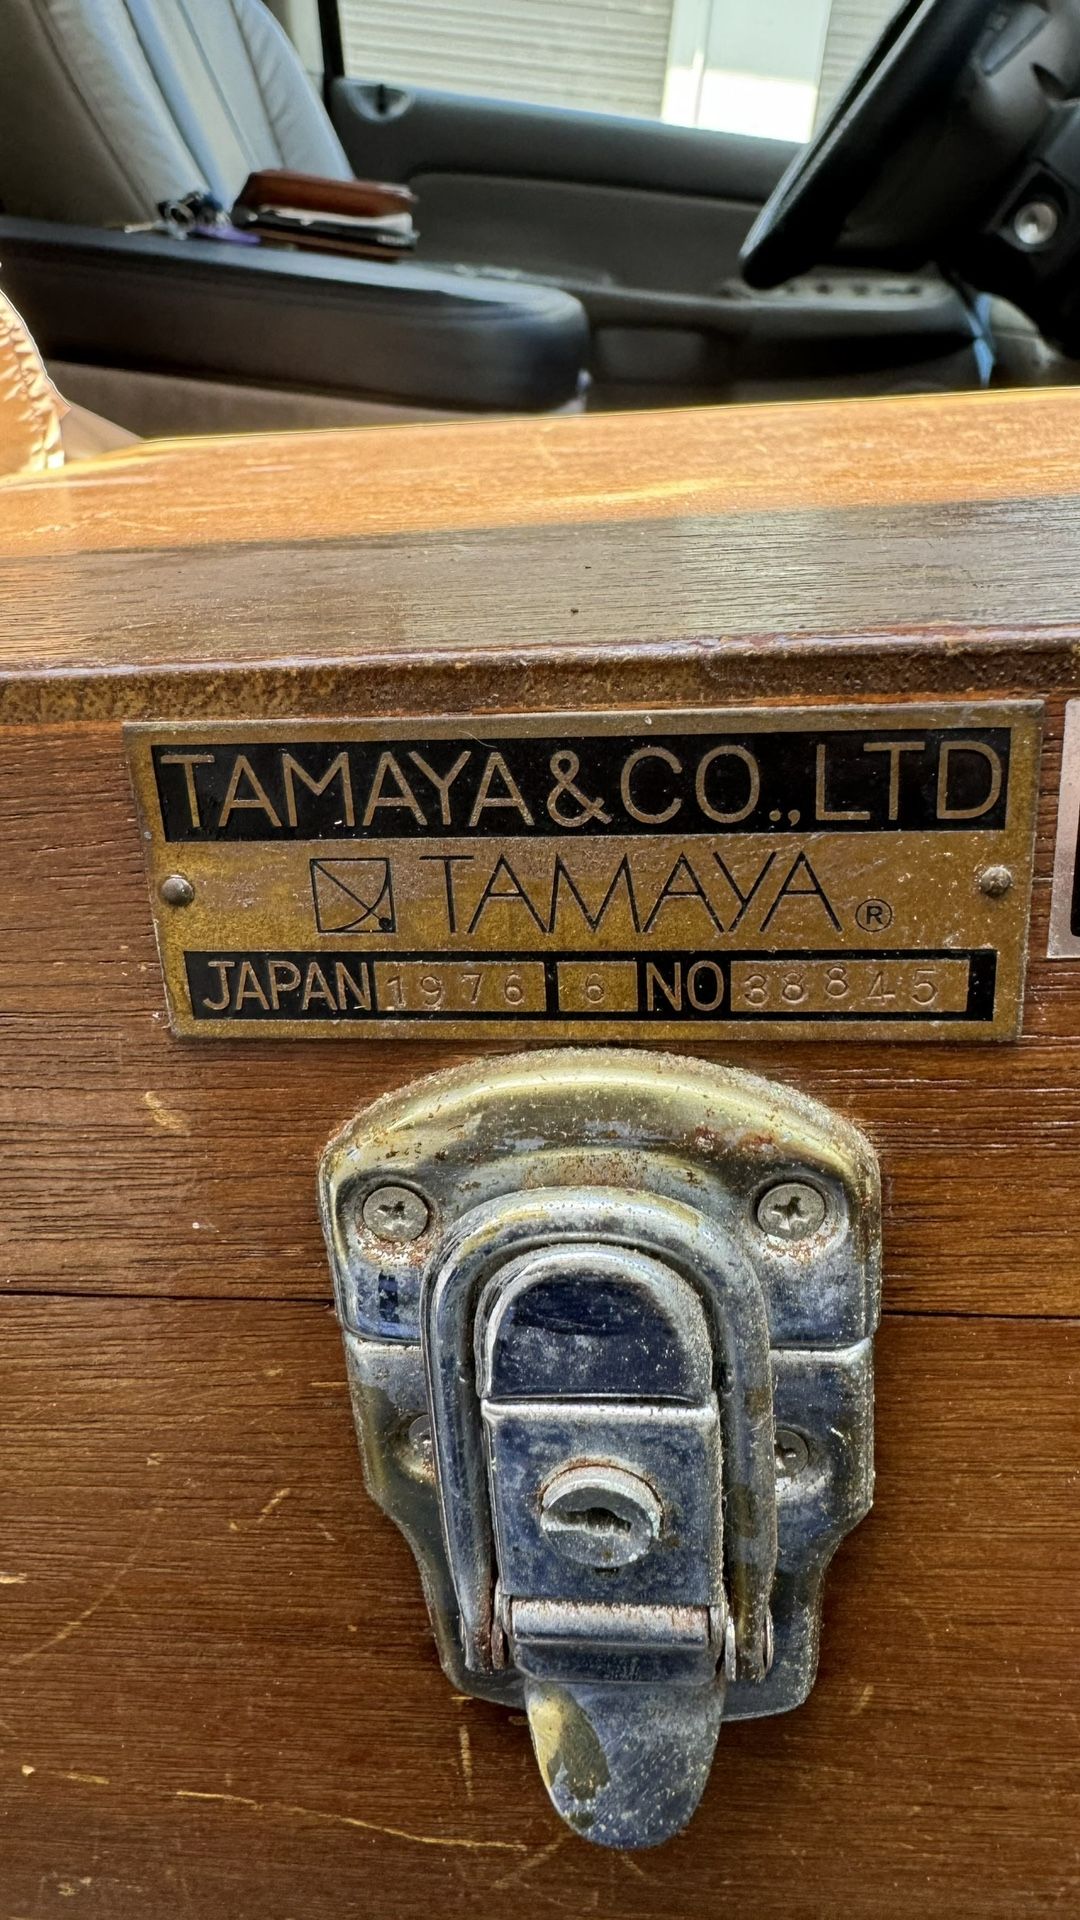 TAMAYA & CO., LTD
TAMAYA ®
JAPAN 1976 6 NO 38845